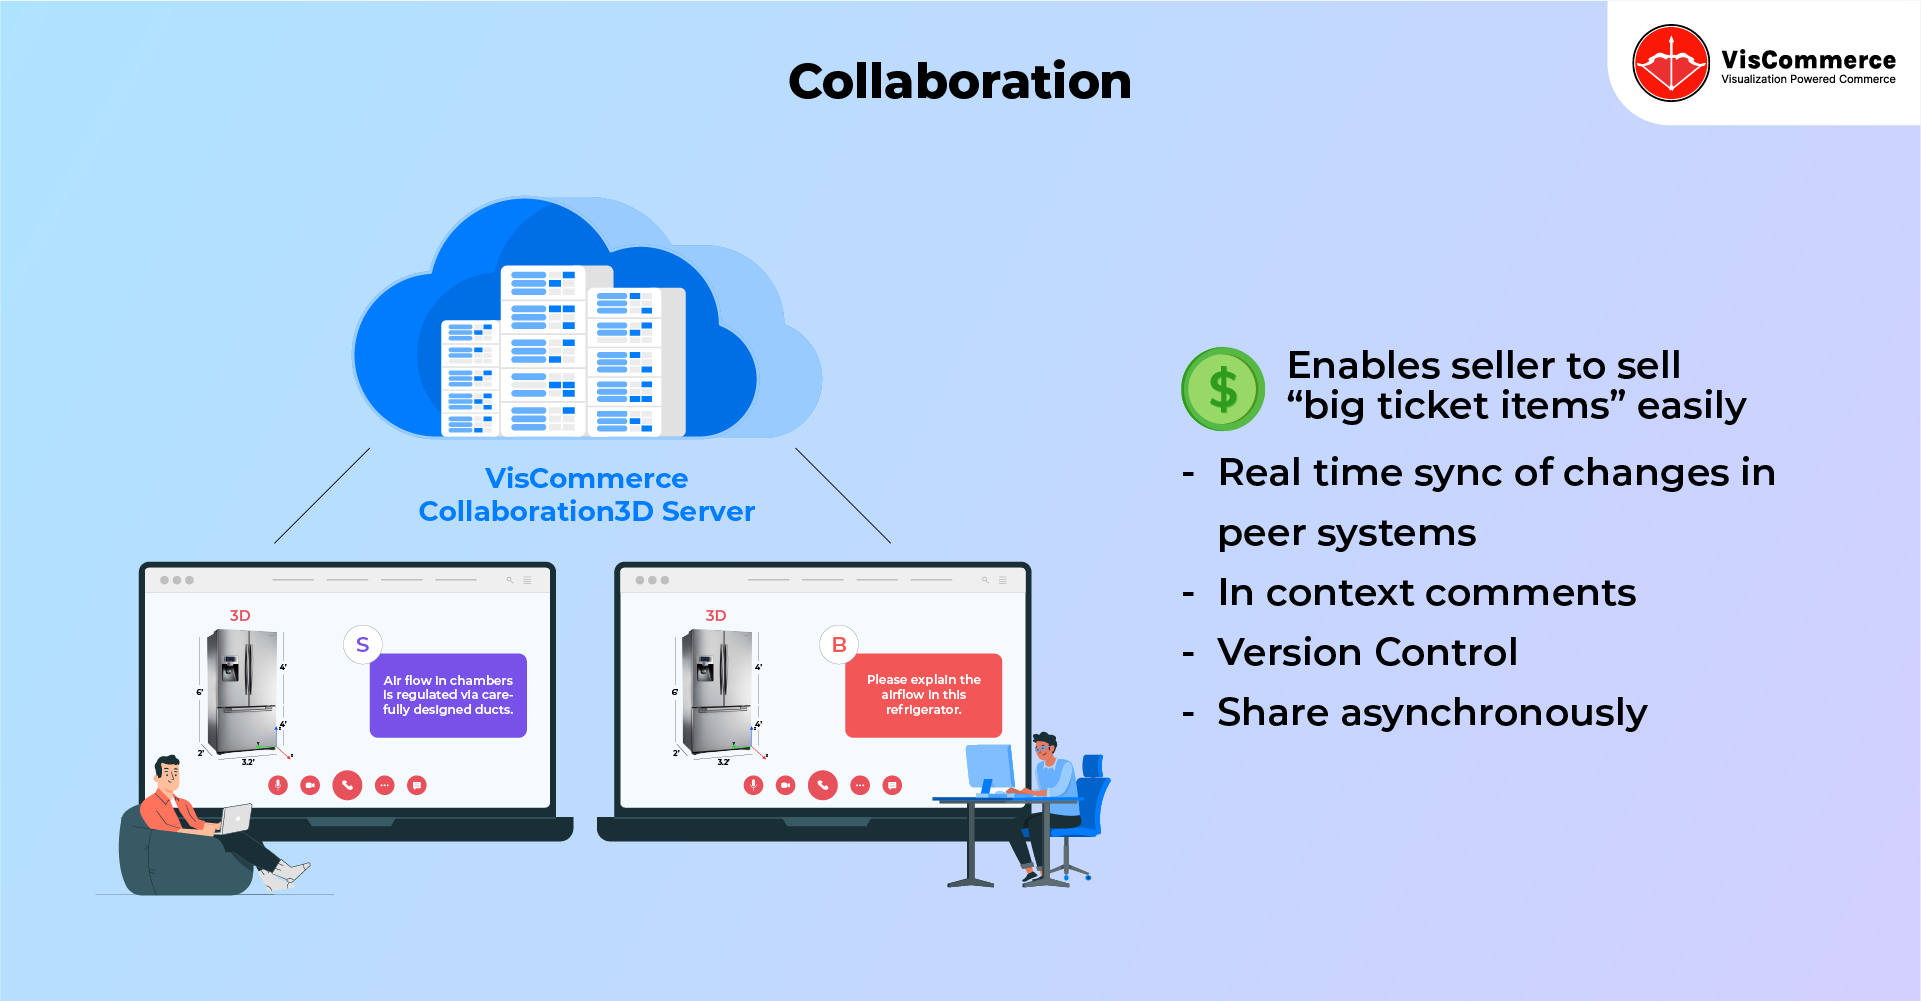 Collaboration
VisCommerce
Visualization Powered Commerce
VisCommerce
Collaboration3D Server
3D
4'
6'
4'
2'
3.2'
S
Air flow in chambers
is regulated via care-
fully designed ducts.
3D
4'
6'
4'
2'
3.2'
B
Please explain the
airflow in this
refrigerator.
$
Enables seller to sell
“big ticket items” easily
- Real time sync of changes in
peer systems
- In context comments
- Version Control
- Share asynchronously